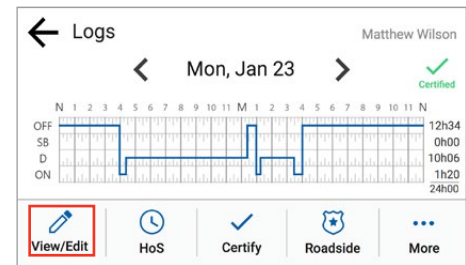 Logs
Matthew Wilson
Mon, Jan 23
Certified
N 1 2 3 4 5 6 7 8 9 10 11 M 1 2 3 4 5 6 7 8 9 10 11 N
OFF 12h34
SB 0h00
D 10h06
ON 1h20
24h00
View/Edit HoS Certify Roadside More